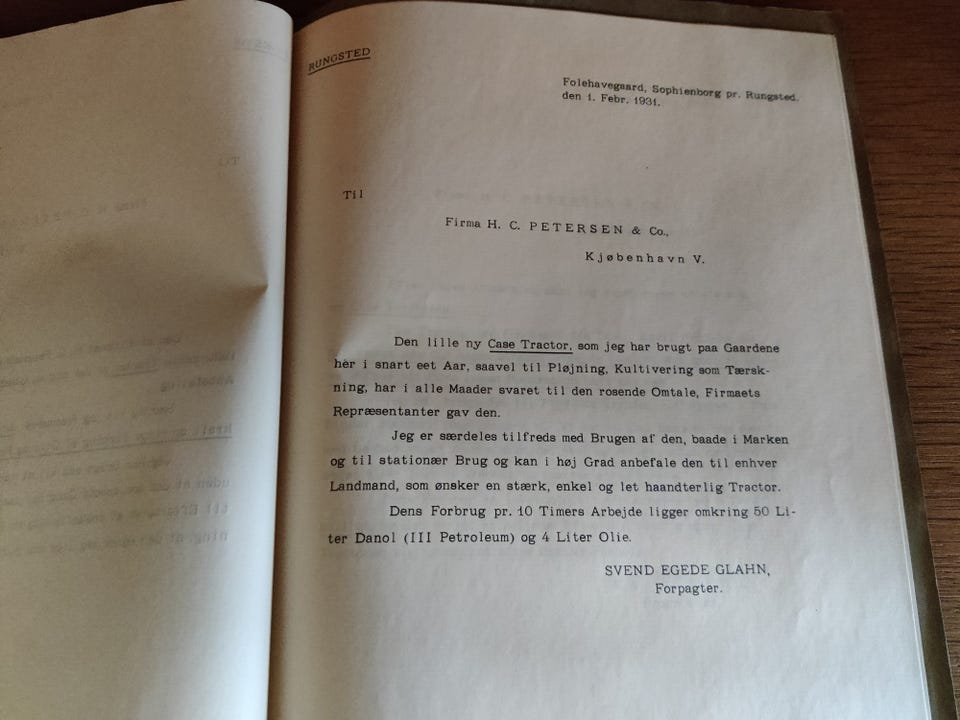 RUNGSTED
Folehavegaard, Sophienborg pr. Rungsted.
den 1. Febr. 1931.
Til
Firma H. C. PETERSEN & Co.,
Kjøbenhavn V.
Den lille ny Case Tractor, som jeg har brugt paa Gaardene
her i snart eet Aar, saavel til Pløjning, Kultivering som Tærsk-
ning, har i alle Maader svaret til den rosende Omtale, Firmaets
Repræsentanter gav den.
Jeg er særdeles tilfreds med Brugen af den, baade i Marken
og til stationær Brug og kan i høj Grad anbefale den til enhver
Landmand, som ønsker en stærk, enkel og let haandterlig Tractor.
Dens Forbrug pr. 10 Timers Arbejde ligger omkring 50 Li-
ter Danol (III Petroleum) og 4 Liter Olie.
SVEND EGEDE GLAHN,
Forpagter.